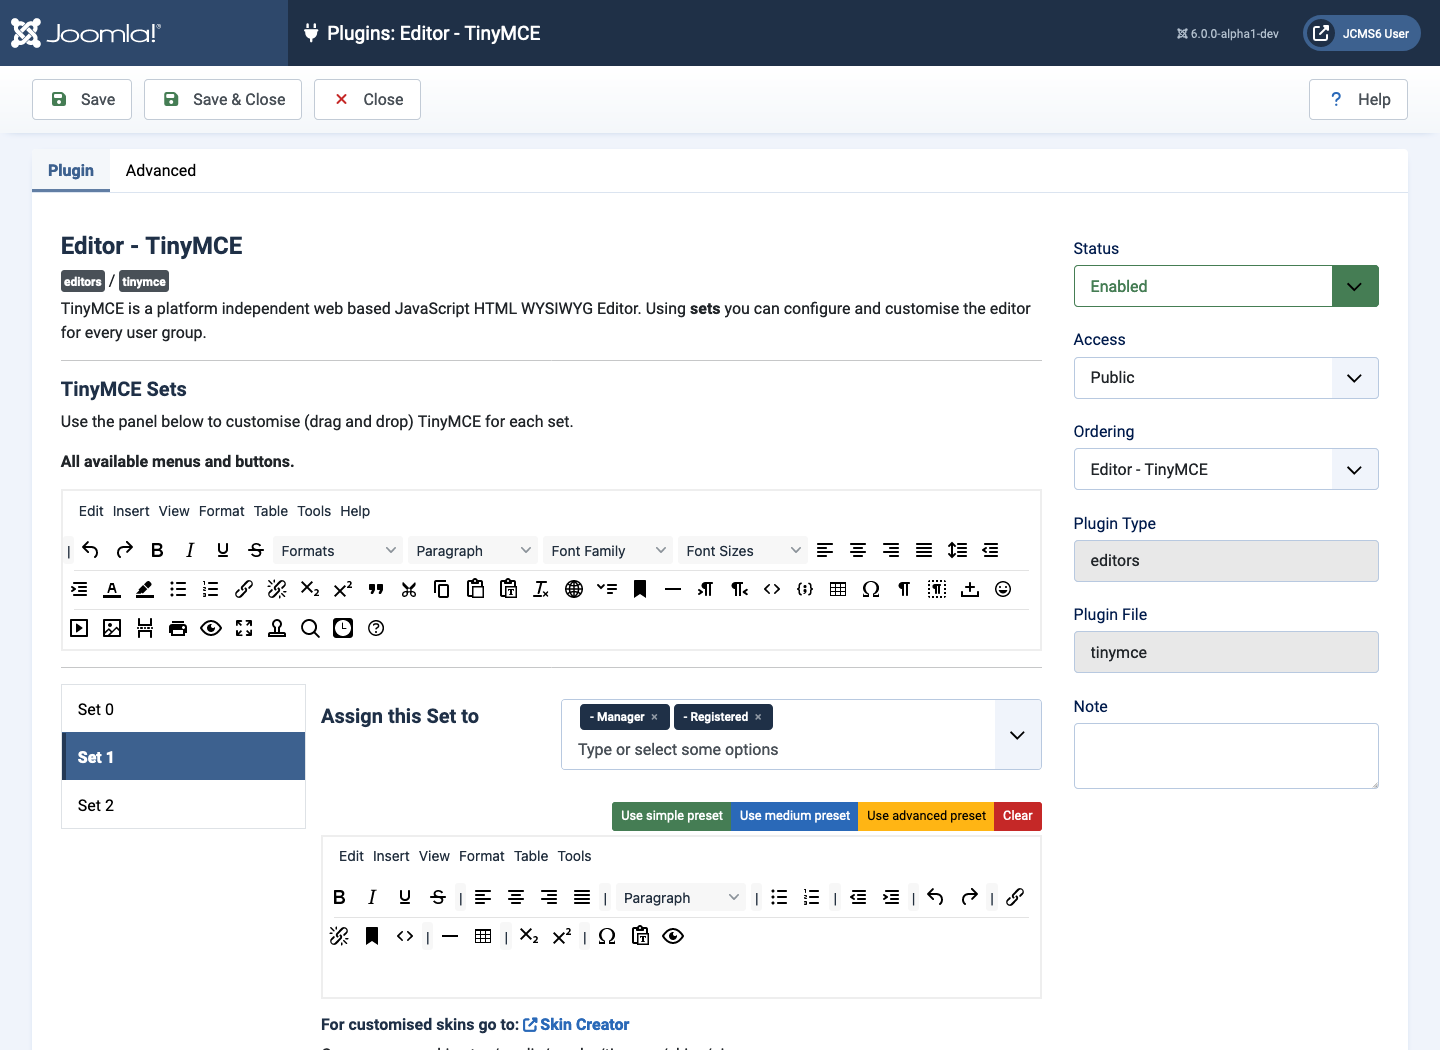 Joomla!
Plugins: Editor - TinyMCE
6.0.0-alpha1-dev
JCMS6 User
Save
Save & Close
Close
? Help
Plugin
Advanced
Editor - TinyMCE
editors / tinymce
TinyMCE is a platform independent web based JavaScript HTML WYSIWYG Editor. Using sets you can configure and customise the editor
for every user group.
TinyMCE Sets
Use the panel below to customise (drag and drop) TinyMCE for each set.
All available menus and buttons.
Edit Insert View Format Table Tools Help
Formats Paragraph Font Family Font Sizes
Set 0
Set 1
Set 2
Assign this Set to
- Manager ×
- Registered ×
Type or select some options
Use simple preset
Use medium preset
Use advanced preset
Clear
Edit Insert View Format Table Tools
Paragraph
For customised skins go to: Skin Creator
Status
Enabled
Access
Public
Ordering
Editor - TinyMCE
Plugin Type
editors
Plugin File
tinymce
Note